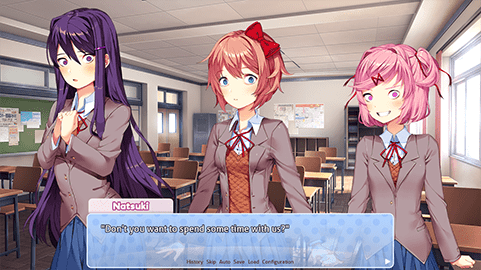 Natsuki
"Don't you want to spend some time with us?"
History Skip Auto Save Load Configuration